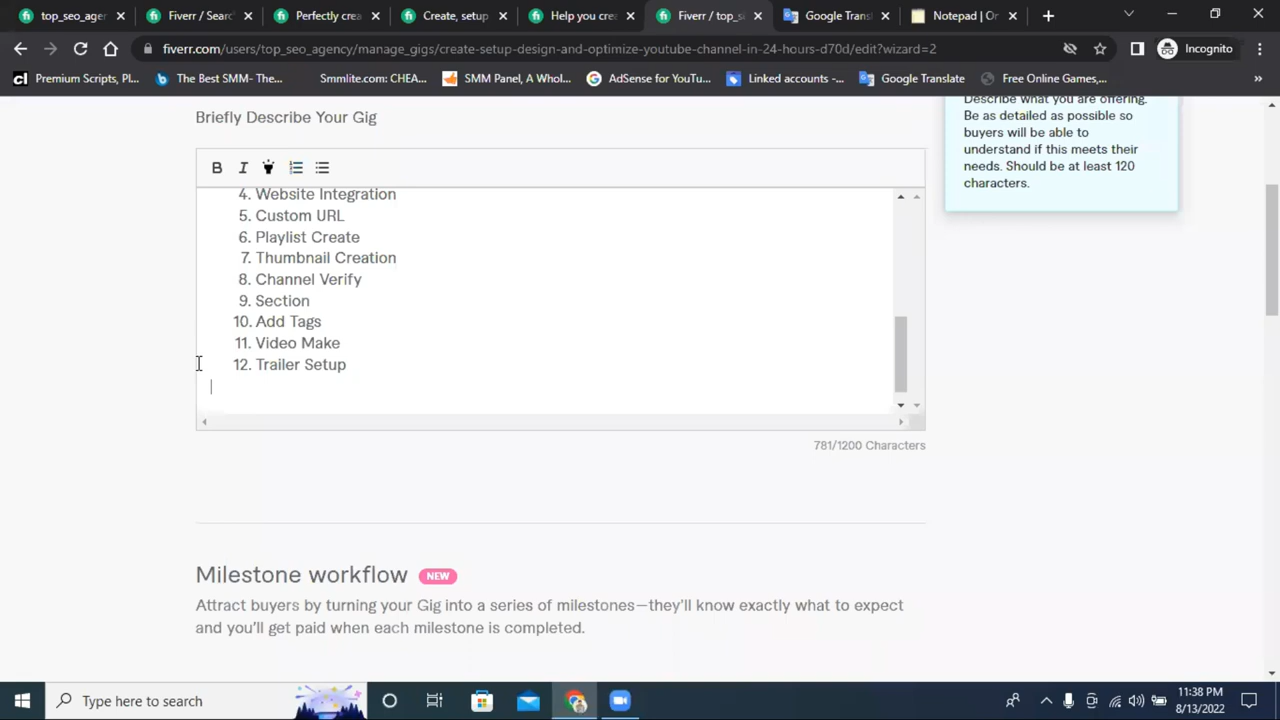 top_seo_agen
Fiverr / Sear
Perfectly crea
Create, setup
Help you crea
Fiverr / top_s
Google Trans
Notepad | Or
fiverr.com/users/top_seo_agency/manage_gigs/create-setup-design-and-optimize-youtube-channel-in-24-hours-d70d/edit?wizard=2
Incognito
Premium Scripts, Pl...
The Best SMM- The...
Smmlite.com: CHEA...
SMM Panel, A Whol...
AdSense for YouTu...
Linked accounts -...
Google Translate
Free Online Games,...
Briefly Describe Your Gig
Describe what you are offering.
Be as detailed as possible so
buyers will be able to
understand if this meets their
needs. Should be at least 120
characters.
B I
4. Website Integration
5. Custom URL
6. Playlist Create
7. Thumbnail Creation
8. Channel Verify
9. Section
10. Add Tags
11. Video Make
12. Trailer Setup
781/1200 Characters
Milestone workflow NEW
Attract buyers by turning your Gig into a series of milestones—they'll know exactly what to expect
and you'll get paid when each milestone is completed.
Type here to search
11:38 PM
8/13/2022